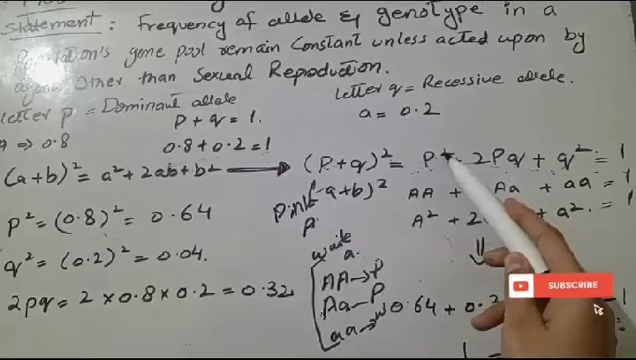 Statement: Frequency of allele & genotype in a
Population's gene pool remain Constant unless acted upon by
agents Other than Sexual Reproduction.
letter p = Dominant allele
letter q = Recessive allele.
A => 0.8
p + q = 1.
a = 0.2
0.8 + 0.2 = 1
(a+b)² = a² + 2ab + b²
(P + q)² = P² 2Pq + q² = 1
(a+b)²
AA + Aa + aa = 1
Pink
P² = (0.8)² = 0.64
A² + 2 + a² = 1
q² = (0.2)² = 0.04.
white
a.
2pq = 2 × 0.8 × 0.2 = 0.32
AA → P
Aa → P
aa → w
0.64 + 0.
SUBSCRIBE